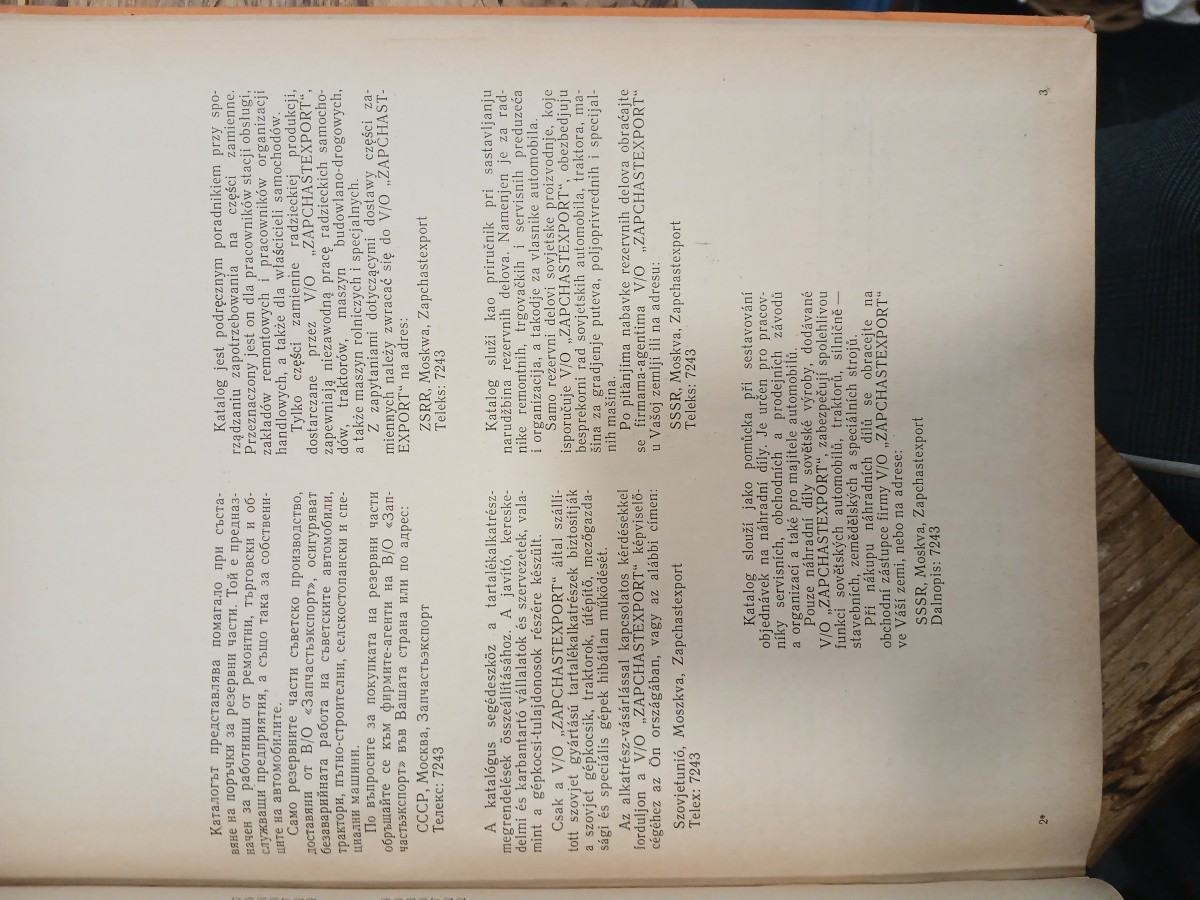 Каталогът представлява помагало при съста-
вяне на поръчки за резервни части. Той е предназ-
начен за работници от ремонтни, търговски и об-
служващи предприятия, а също така за собствени-
ците на автомобилите.
Само резервните части съветско производство,
доставяни от В/О «Запчастьэкспорт», осигуряват
безаварийната работа на съветските автомобили,
трактори, пътно-строителни, селскостопански и спе-
циални машини.
По въпросите за покупката на резервни части
обръщайте се към фирмите-агенти на В/О «Зап-
частьэкспорт» във Вашата страна или по адрес:
СССР, Москва, Запчастьэкспорт
Телекс: 7243
Katalog jest podręcznym poradnikiem przy spo-
rządzaniu zapotrzebowania na części zamienne.
Przeznaczony jest on dla pracowników stacji obsługi,
zakładów remontowych i pracowników organizacji
handlowych, a także dla właścicieli samochodów.
Tylko części zamienne radzieckiej produkcji,
dostarczane przez V/O „ZAPCHASTEXPORT“,
zapewniają niezawodną pracę radzieckich samocho-
dów, traktorów, maszyn budowlano-drogowych,
a także maszyn rolniczych i specjalnych.
Z zapytaniami dotyczącymi dostawy części za-
miennych należy zwracać się do V/O „ZAPCHAST-
EXPORT“ na adres:
ZSRR, Moskwa, Zapchastexport
Teleks: 7243
A katalógus segédeszköz a tartalékalkatrész-
megrendelések összeállításához. A javító, kereske-
delmi és karbantartó vállalatok és szervezetek, vala-
mint a gépkocsi-tulajdonosok részére készült.
Csak a V/O „ZAPCHASTEXPORT“ által szállí-
tott szovjet gyártású tartalékalkatrészek biztosítják
a szovjet gépkocsik, traktorok, útépítő, mezőgazda-
sági és speciális gépek hibátlan működését.
Az alkatrész-vásárlással kapcsolatos kérdésekkel
forduljon a V/O „ZAPCHASTEXPORT“ képviselő-
cégéhez az Ön országában, vagy az alábbi címen:
Szovjetunió, Moszkva, Zapchastexport
Telex: 7243
Katalog služi kao priručnik pri sastavljanju
narudžbina rezervnih delova. Namenjen je za rad-
nike remontnih, trgovačkih i servisnih preduzeća
i organizacija, a takodje za vlasnike automobila.
Samo rezervni delovi sovjetske proizvodnje, koje
isporučuje V/O „ZAPCHASTEXPORT“, obezbedjuju
besprekorni rad sovjetskih automobila, traktora, ma-
šina za gradjenje puteva, poljoprivrednih i specijal-
nih mašina.
Po pitanjima nabavke rezervnih delova obraćajte
se firmama-agentima V/O „ZAPCHASTEXPORT“
u Vašoj zemlji ili na adresu:
SSSR, Moskva, Zapchastexport
Teleks: 7243
Katalog slouží jako pomůcka při sestavování
objednávek na náhradní díly. Je určen pro pracov-
níky servisních, obchodních a prodejních závodů
a organizací a také pro majitele automobilů.
Pouze náhradní díly sovětské výroby, dodávané
V/O „ZAPCHASTEXPORT“, zabezpečují spolehlivou
funkci sovětských automobilů, traktorů, silničně —
stavebních, zemědělských a speciálních strojů.
Při nákupu náhradních dílů se obracejte na
obchodní zástupce firmy V/O „ZAPCHASTEXPORT“
ve Váši zemi, nebo na adrese:
SSSR, Moskva, Zapchastexport
Dalnopis: 7243
2*
3